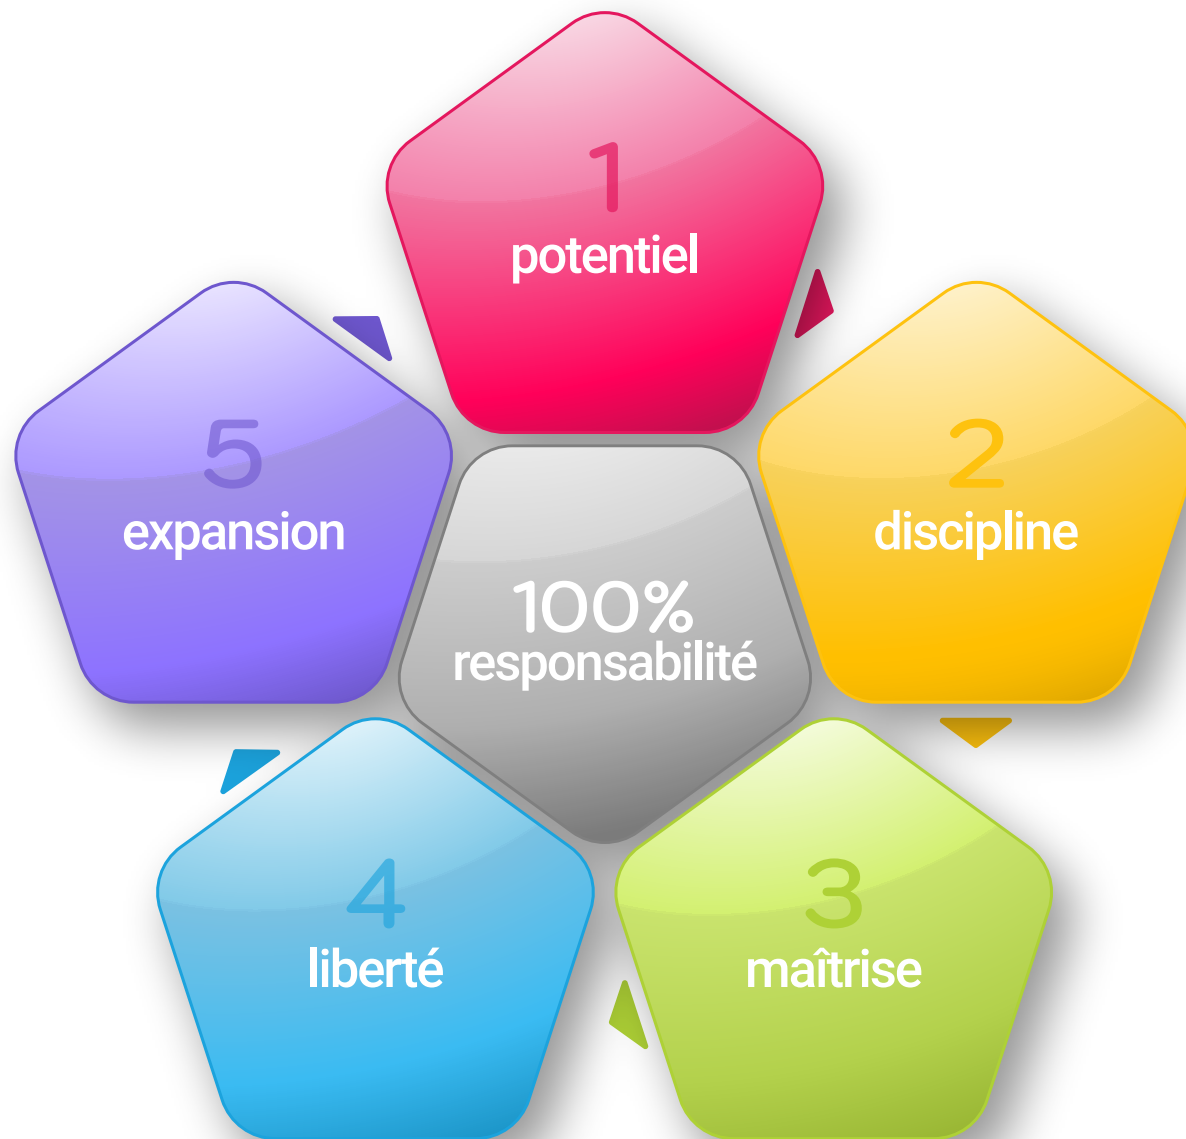 1
potentiel
2
discipline
3
maîtrise
4
liberté
5
expansion
100%
responsabilité